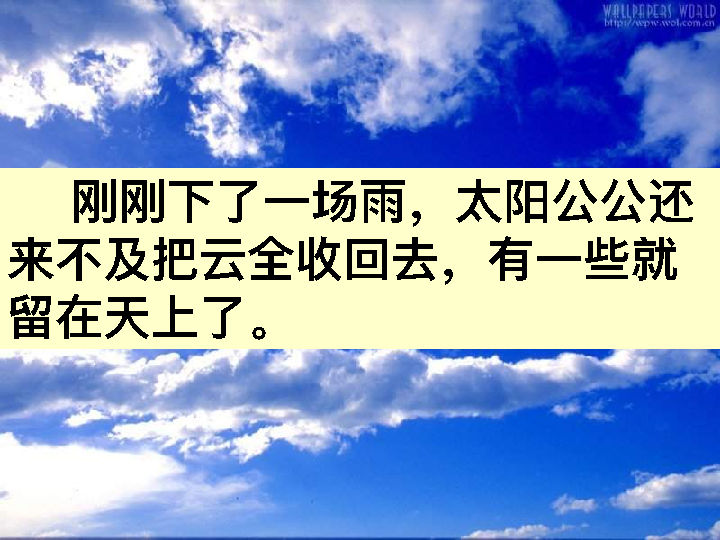 WALLPAPERS WORLD
http://wpw.wol.com.cn
刚刚下了一场雨，太阳公公还
来不及把云全收回去，有一些就
留在天上了。